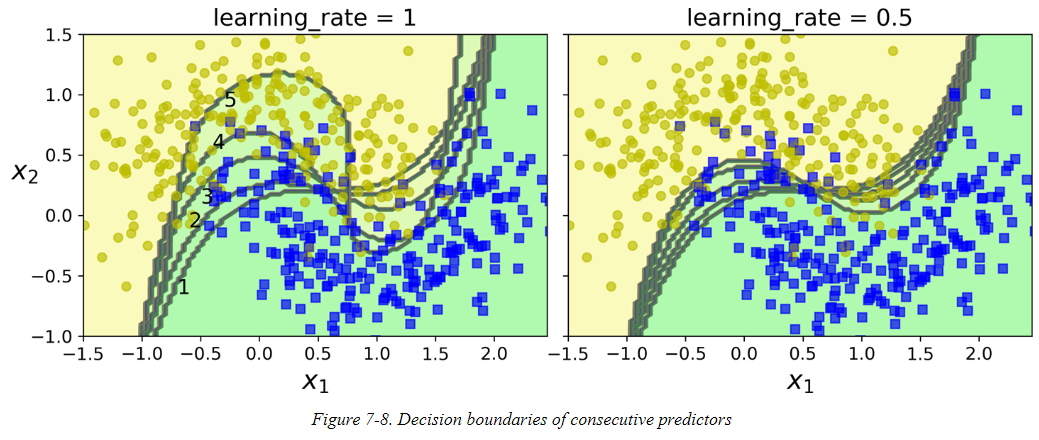 learning_rate = 1
learning_rate = 0.5
1.5
1.0
0.5
0.0
−0.5
−1.0
x2
5
4
3
2
1
−1.5 −1.0 −0.5 0.0 0.5 1.0 1.5 2.0
−1.5 −1.0 −0.5 0.0 0.5 1.0 1.5 2.0
x1
x1
Figure 7-8. Decision boundaries of consecutive predictors